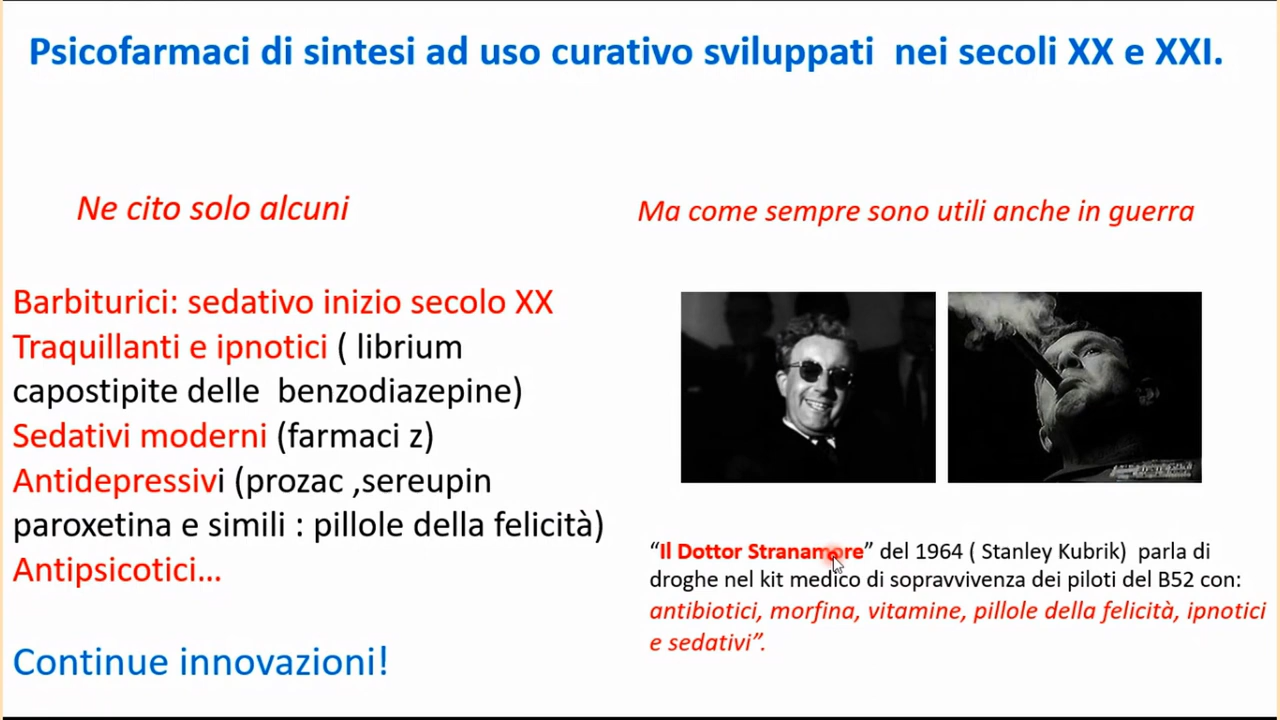 Psicofarmaci di sintesi ad uso curativo sviluppati nei secoli XX e XXI.
Ne cito solo alcuni
Barbiturici: sedativo inizio secolo XX
Traquillanti e ipnotici ( librium
capostipite delle benzodiazepine)
Sedativi moderni (farmaci z)
Antidepressivi (prozac ,sereupin
paroxetina e simili : pillole della felicità)
Antipsicotici...
Continue innovazioni!
Ma come sempre sono utili anche in guerra
“Il Dottor Stranamore” del 1964 ( Stanley Kubrik) parla di
droghe nel kit medico di sopravvivenza dei piloti del B52 con:
antibiotici, morfina, vitamine, pillole della felicità, ipnotici
e sedativi”.